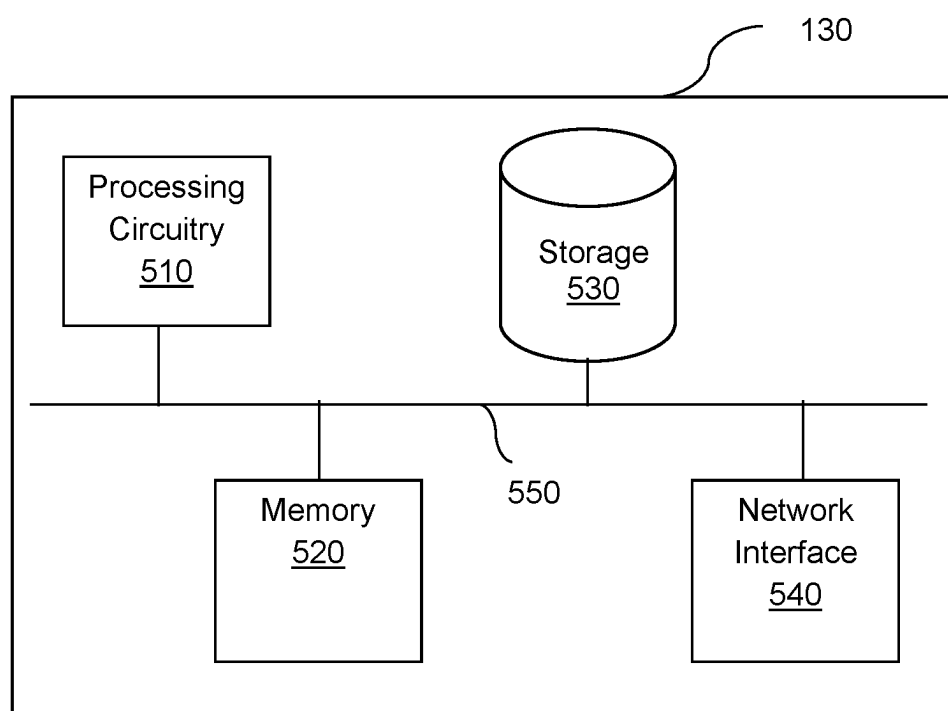 130
Processing
Circuitry
510
Storage
530
550
Memory
520
Network
Interface
540